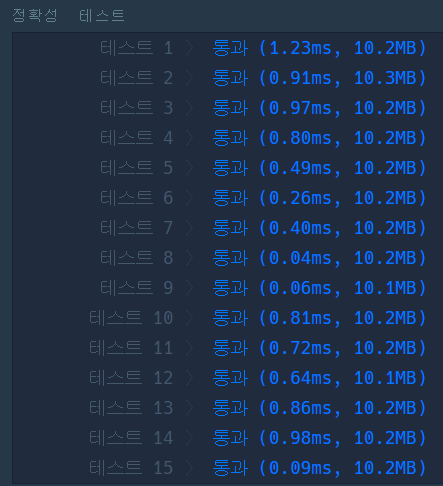 정확성 테스트
테스트 1 〉 통과 (1.23ms, 10.2MB)
테스트 2 〉 통과 (0.91ms, 10.3MB)
테스트 3 〉 통과 (0.97ms, 10.2MB)
테스트 4 〉 통과 (0.80ms, 10.2MB)
테스트 5 〉 통과 (0.49ms, 10.2MB)
테스트 6 〉 통과 (0.26ms, 10.2MB)
테스트 7 〉 통과 (0.40ms, 10.2MB)
테스트 8 〉 통과 (0.04ms, 10.2MB)
테스트 9 〉 통과 (0.06ms, 10.1MB)
테스트 10 〉 통과 (0.81ms, 10.2MB)
테스트 11 〉 통과 (0.72ms, 10.2MB)
테스트 12 〉 통과 (0.64ms, 10.1MB)
테스트 13 〉 통과 (0.86ms, 10.2MB)
테스트 14 〉 통과 (0.98ms, 10.2MB)
테스트 15 〉 통과 (0.09ms, 10.2MB)